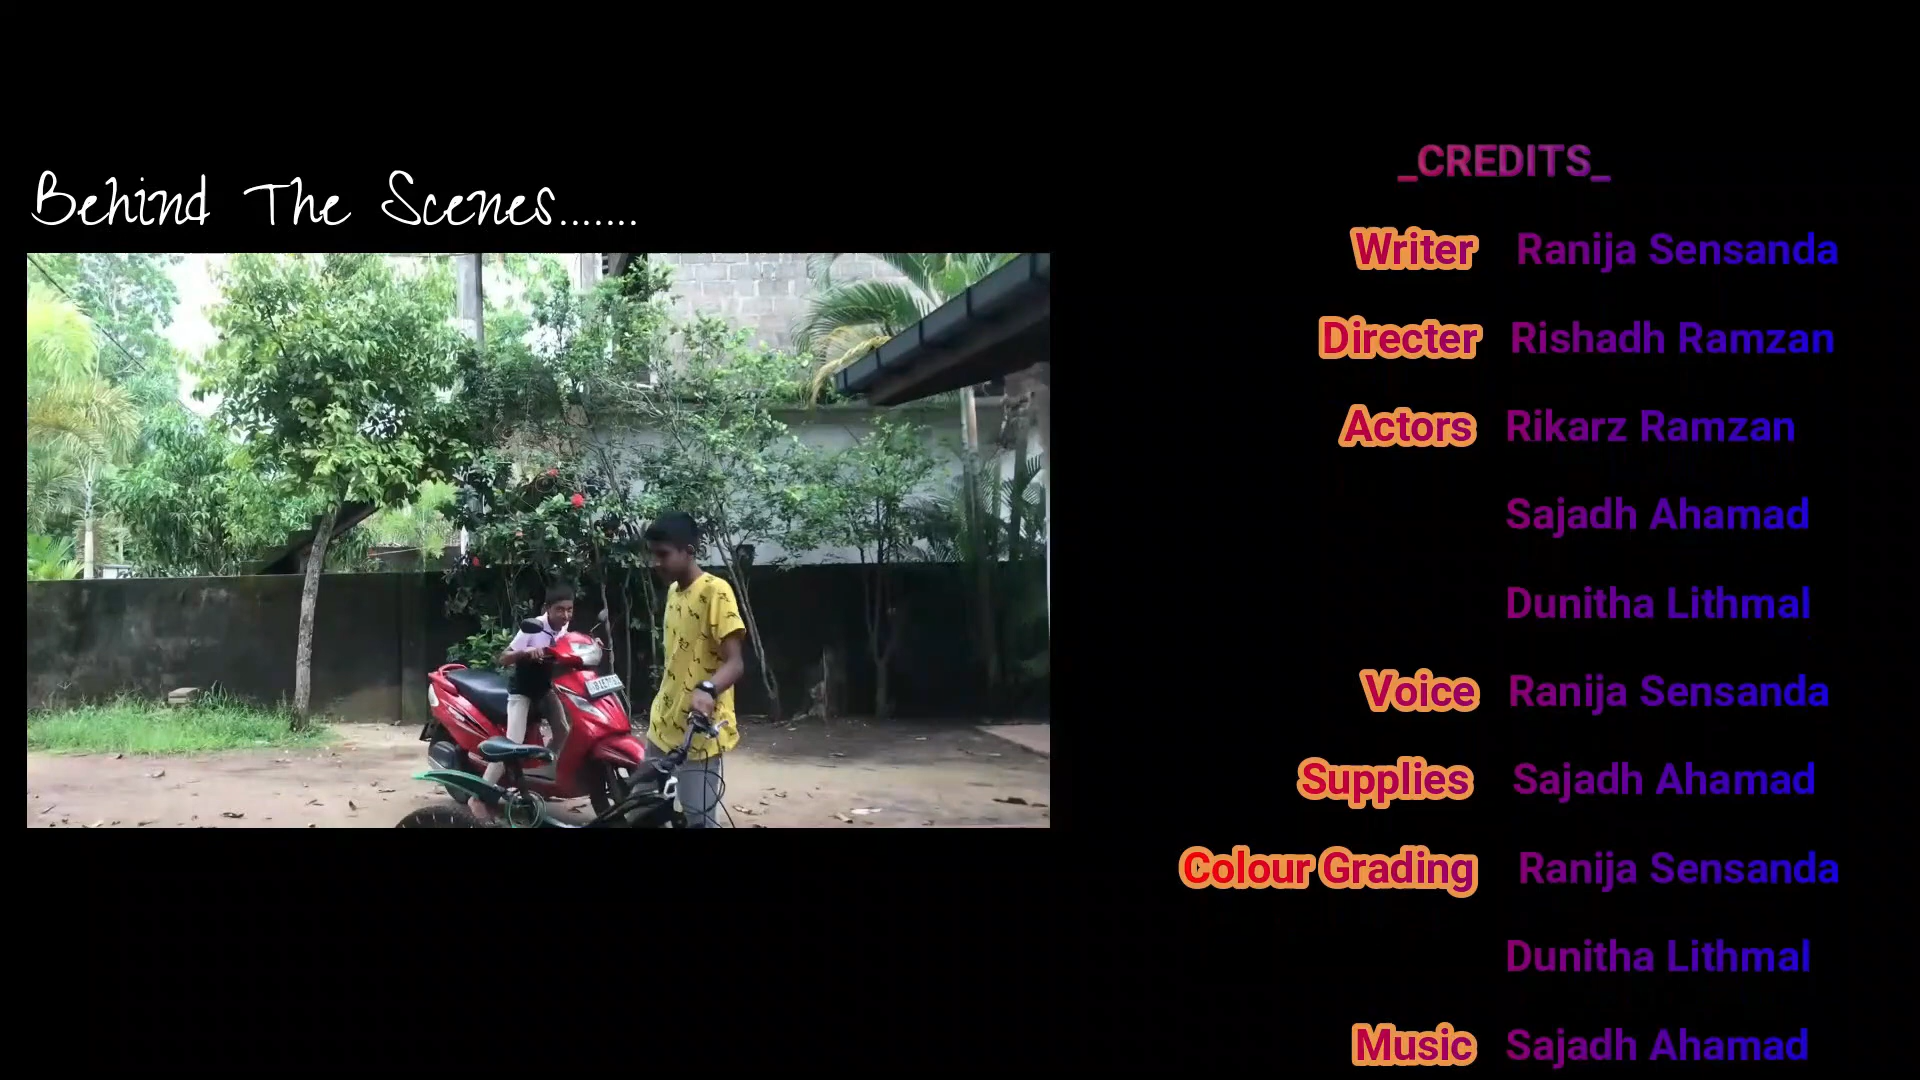 Behind The Scenes.......
_CREDITS_
Writer Ranija Sensanda
Directer Rishadh Ramzan
Actors Rikarz Ramzan
Sajadh Ahamad
Dunitha Lithmal
Voice Ranija Sensanda
Supplies Sajadh Ahamad
Colour Grading Ranija Sensanda
Dunitha Lithmal
Music Sajadh Ahamad